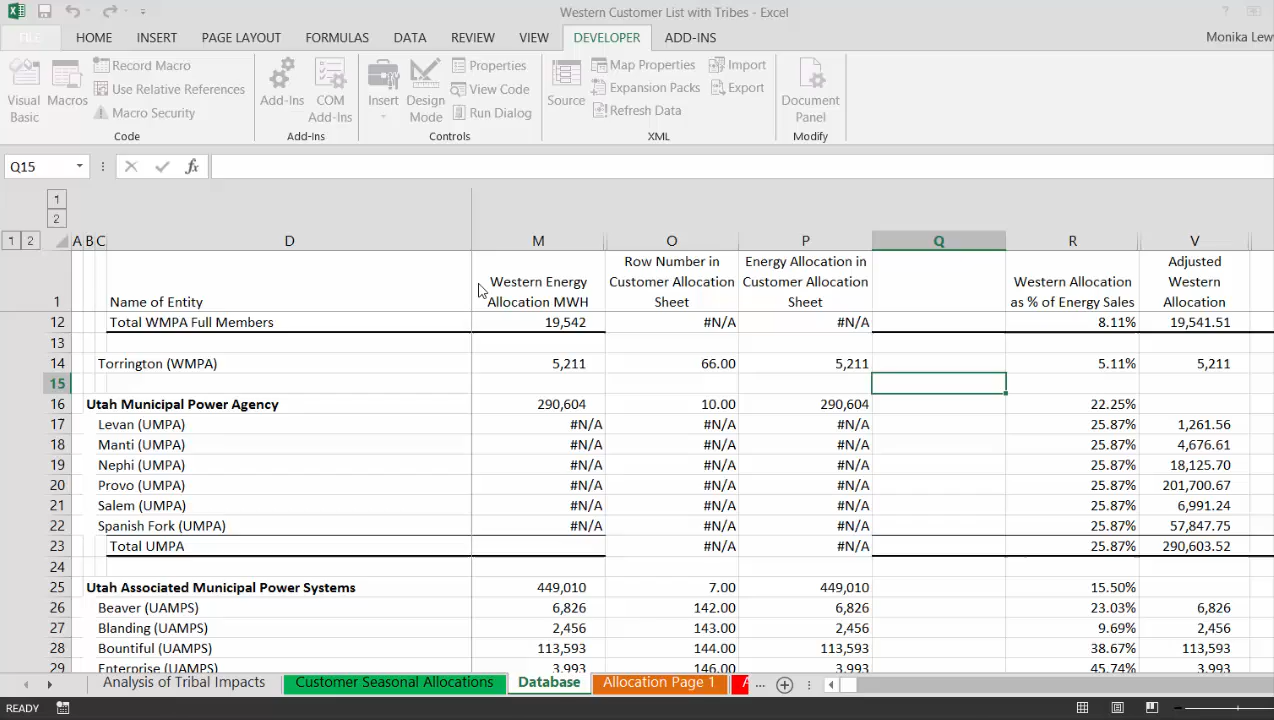 Western Customer List with Tribes - Excel
?
FILE HOME INSERT PAGE LAYOUT FORMULAS DATA REVIEW VIEW DEVELOPER ADD-INS Monika Lew
Visual Basic
Macros
Record Macro
Use Relative References
Macro Security
Code
Add-Ins
COM Add-Ins
Add-Ins
Insert
Design Mode
Properties
View Code
Run Dialog
Controls
Source
Map Properties
Expansion Packs
Refresh Data
Import
Export
XML
Document Panel
Modify
Q15 fx
1
2
1 2 A B C D M O P Q R V
1 Name of Entity
Western Energy Allocation MWH
Row Number in Customer Allocation Sheet
Energy Allocation in Customer Allocation Sheet
Western Allocation as % of Energy Sales
Adjusted Western Allocation
12 Total WMPA Full Members 19,542 #N/A #N/A 8.11% 19,541.51
13
14 Torrington (WMPA) 5,211 66.00 5,211 5.11% 5,211
15
16 Utah Municipal Power Agency 290,604 10.00 290,604 22.25%
17 Levan (UMPA) #N/A #N/A #N/A 25.87% 1,261.56
18 Manti (UMPA) #N/A #N/A #N/A 25.87% 4,676.61
19 Nephi (UMPA) #N/A #N/A #N/A 25.87% 18,125.70
20 Provo (UMPA) #N/A #N/A #N/A 25.87% 201,700.67
21 Salem (UMPA) #N/A #N/A #N/A 25.87% 6,991.24
22 Spanish Fork (UMPA) #N/A #N/A #N/A 25.87% 57,847.75
23 Total UMPA #N/A #N/A 25.87% 290,603.52
24
25 Utah Associated Municipal Power Systems 449,010 7.00 449,010 15.50%
26 Beaver (UAMPS) 6,826 142.00 6,826 23.03% 6,826
27 Blanding (UAMPS) 2,456 143.00 2,456 9.69% 2,456
28 Bountiful (UAMPS) 113,593 144.00 113,593 38.67% 113,593
29 Enterprise (UAMPS) 3,993 146.00 3,993 45.74% 3,993
Analysis of Tribal Impacts Customer Seasonal Allocations Database Allocation Page 1 A ...
READY